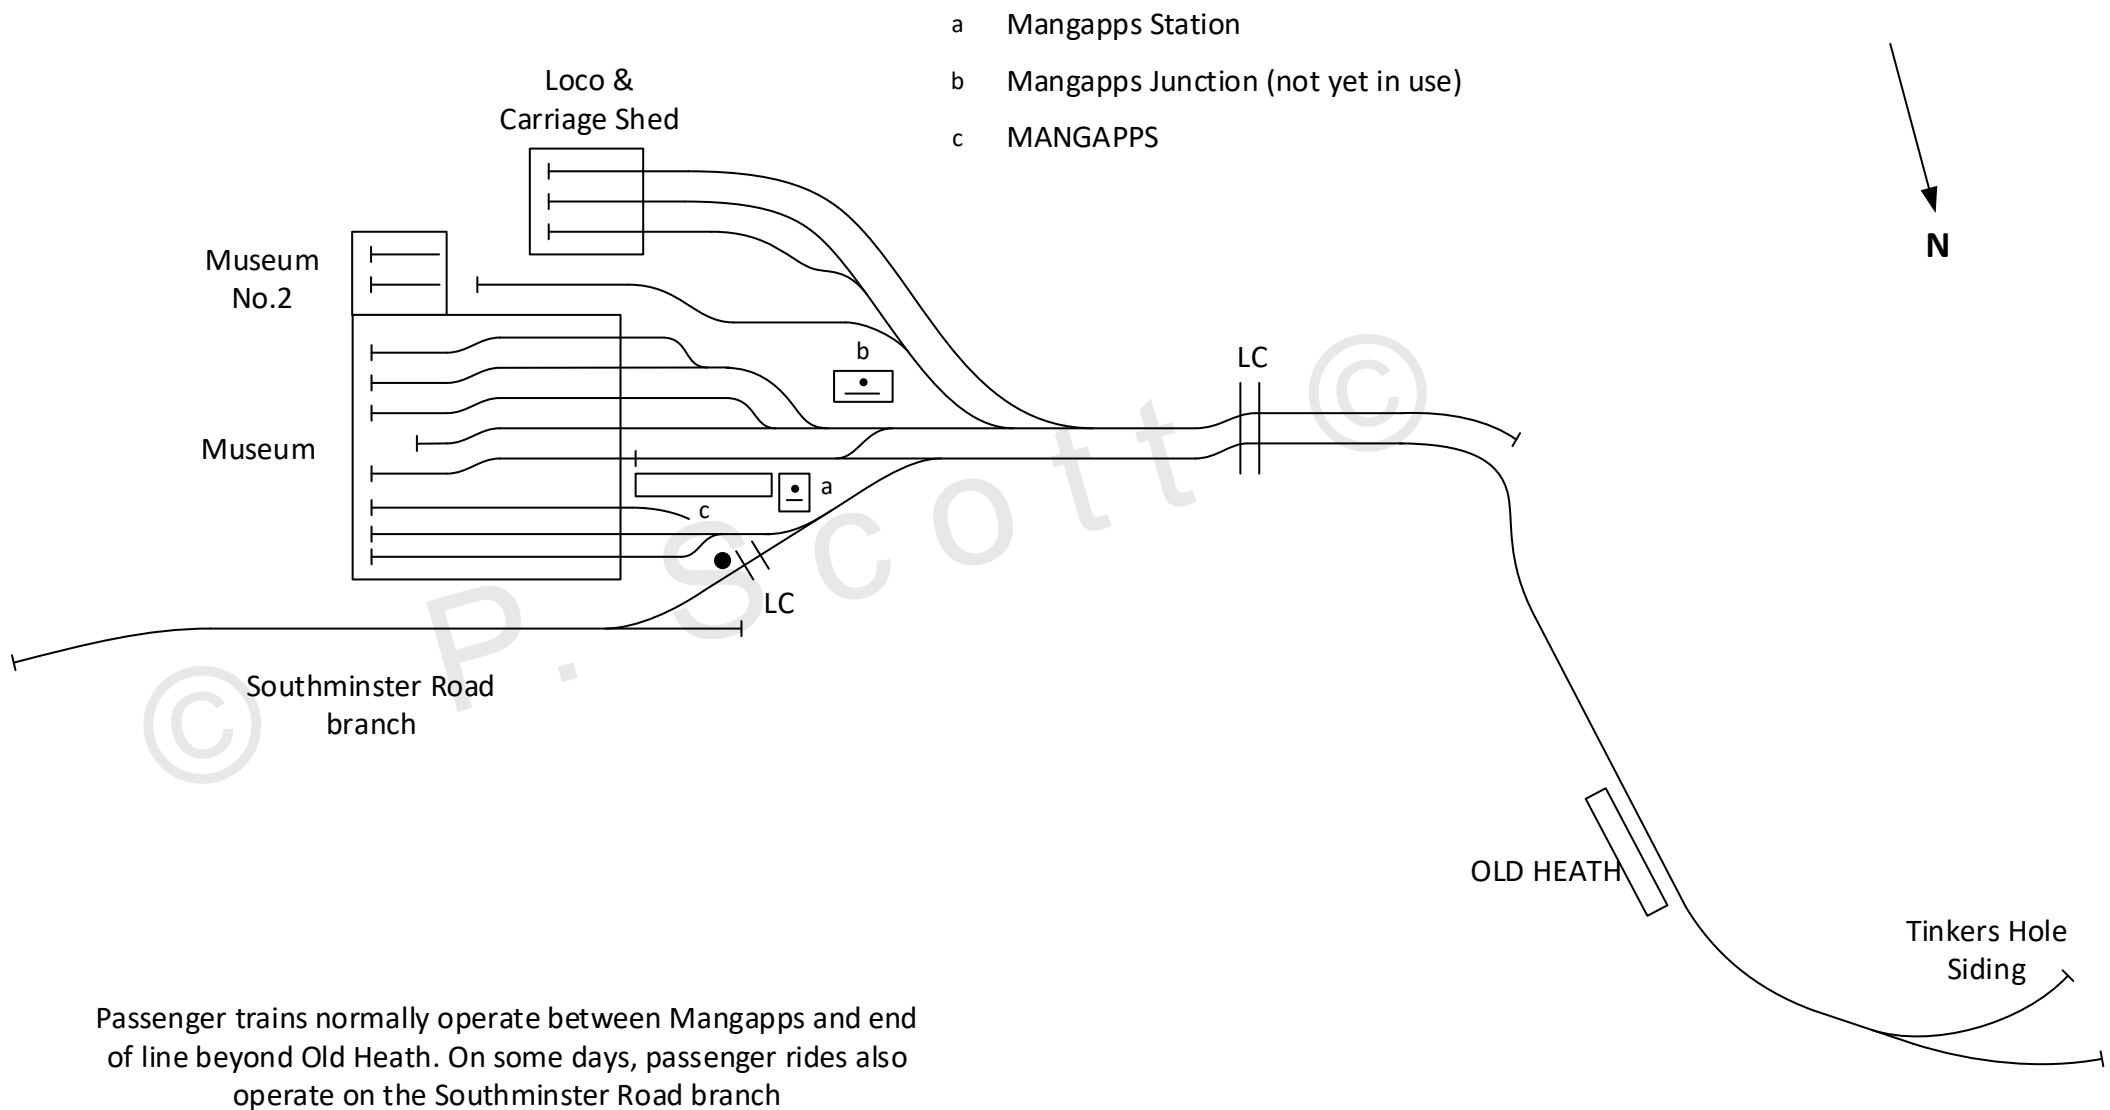 a Mangapps Station
b Mangapps Junction (not yet in use)
c MANGAPPS
N
Loco &
Carriage Shed
Museum
No.2
Museum
b
a
c
LC
LC
Southminster Road
branch
OLD HEATH
Tinkers Hole
Siding
Passenger trains normally operate between Mangapps and end
of line beyond Old Heath. On some days, passenger rides also
operate on the Southminster Road branch
© P. Scott ©